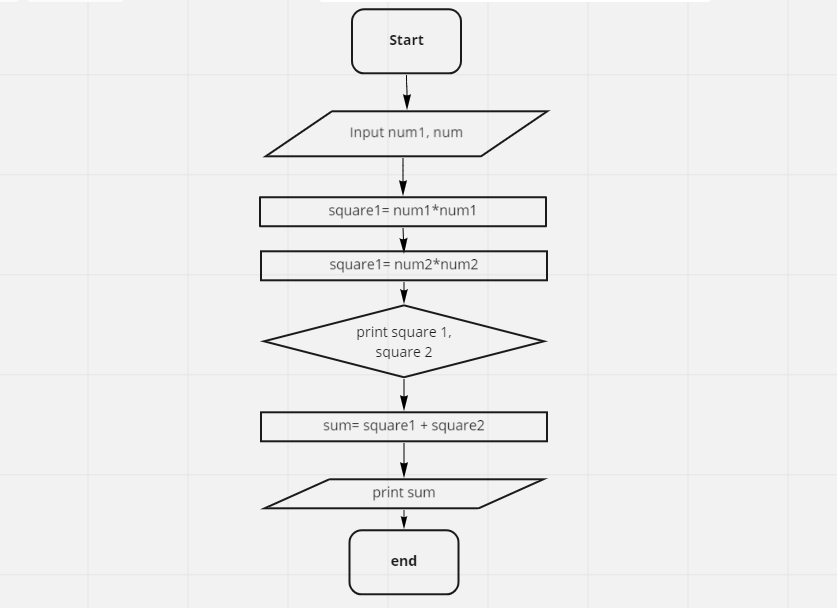 Start
Input num1, num
square1= num1*num1
square1= num2*num2
print square 1,
square 2
sum= square1 + square2
print sum
end